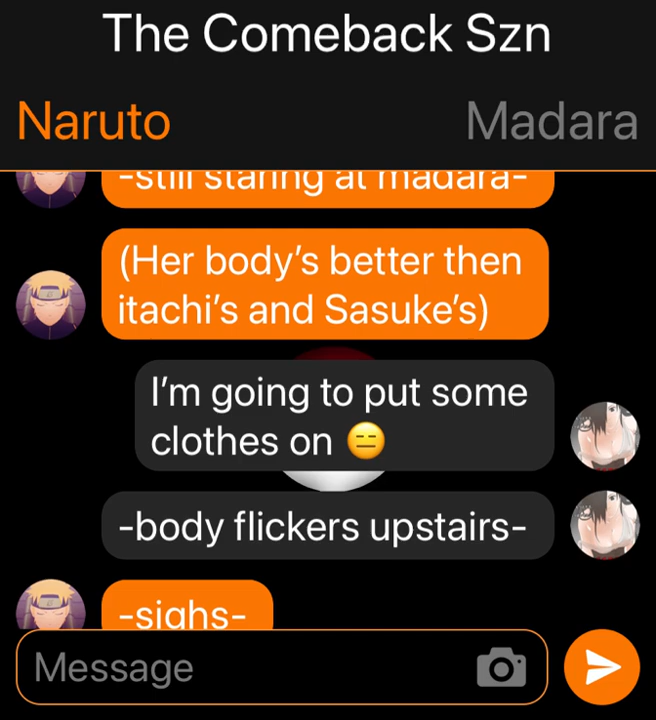 The Comeback Szn
Naruto
Madara
-still staring at madara-
(Her body’s better then
itachi’s and Sasuke’s)
I’m going to put some
clothes on 😑
-body flickers upstairs-
-sighs-
Message